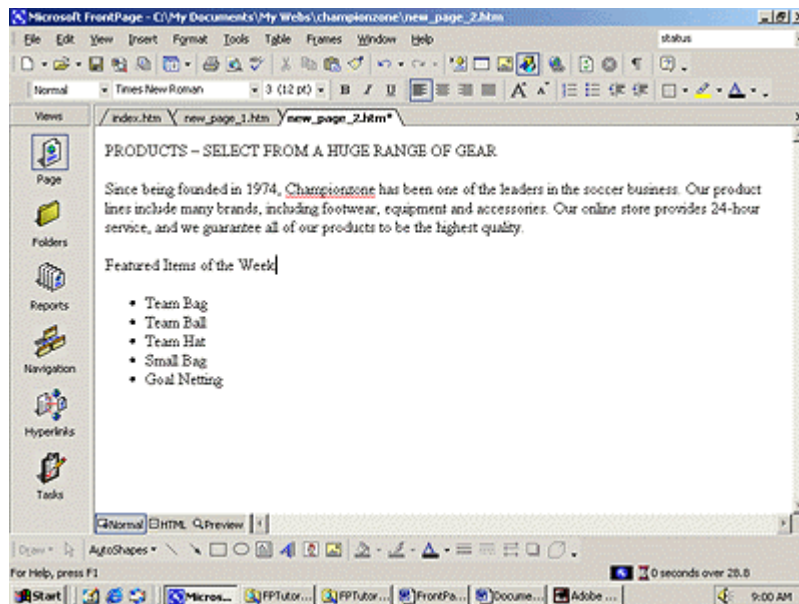 Microsoft FrontPage - C:\My Documents\My Webs\championzone\new_page_2.htm
File Edit View Insert Format Tools Table Frames Window Help status
Normal Times New Roman 3 (12 pt) B I U A A A
Views index.htm new_page_1.htm new_page_2.htm*
PRODUCTS – SELECT FROM A HUGE RANGE OF GEAR
Page
Since being founded in 1974, Championzone has been one of the leaders in the soccer business. Our product
lines include many brands, including footwear, equipment and accessories. Our online store provides 24-hour
service, and we guarantee all of our products to be the highest quality.
Folders
Featured Items of the Week
Reports
• Team Bag
• Team Ball
• Team Hat
• Small Bag
• Goal Netting
Navigation
Hyperlinks
Tasks
Normal HTML Preview
Draw AutoShapes A
For Help, press F1 0 seconds over 28.8
Start Micros... FPTutor... FPTutor... FrontPa... Docume... Adobe ... 9:00 AM